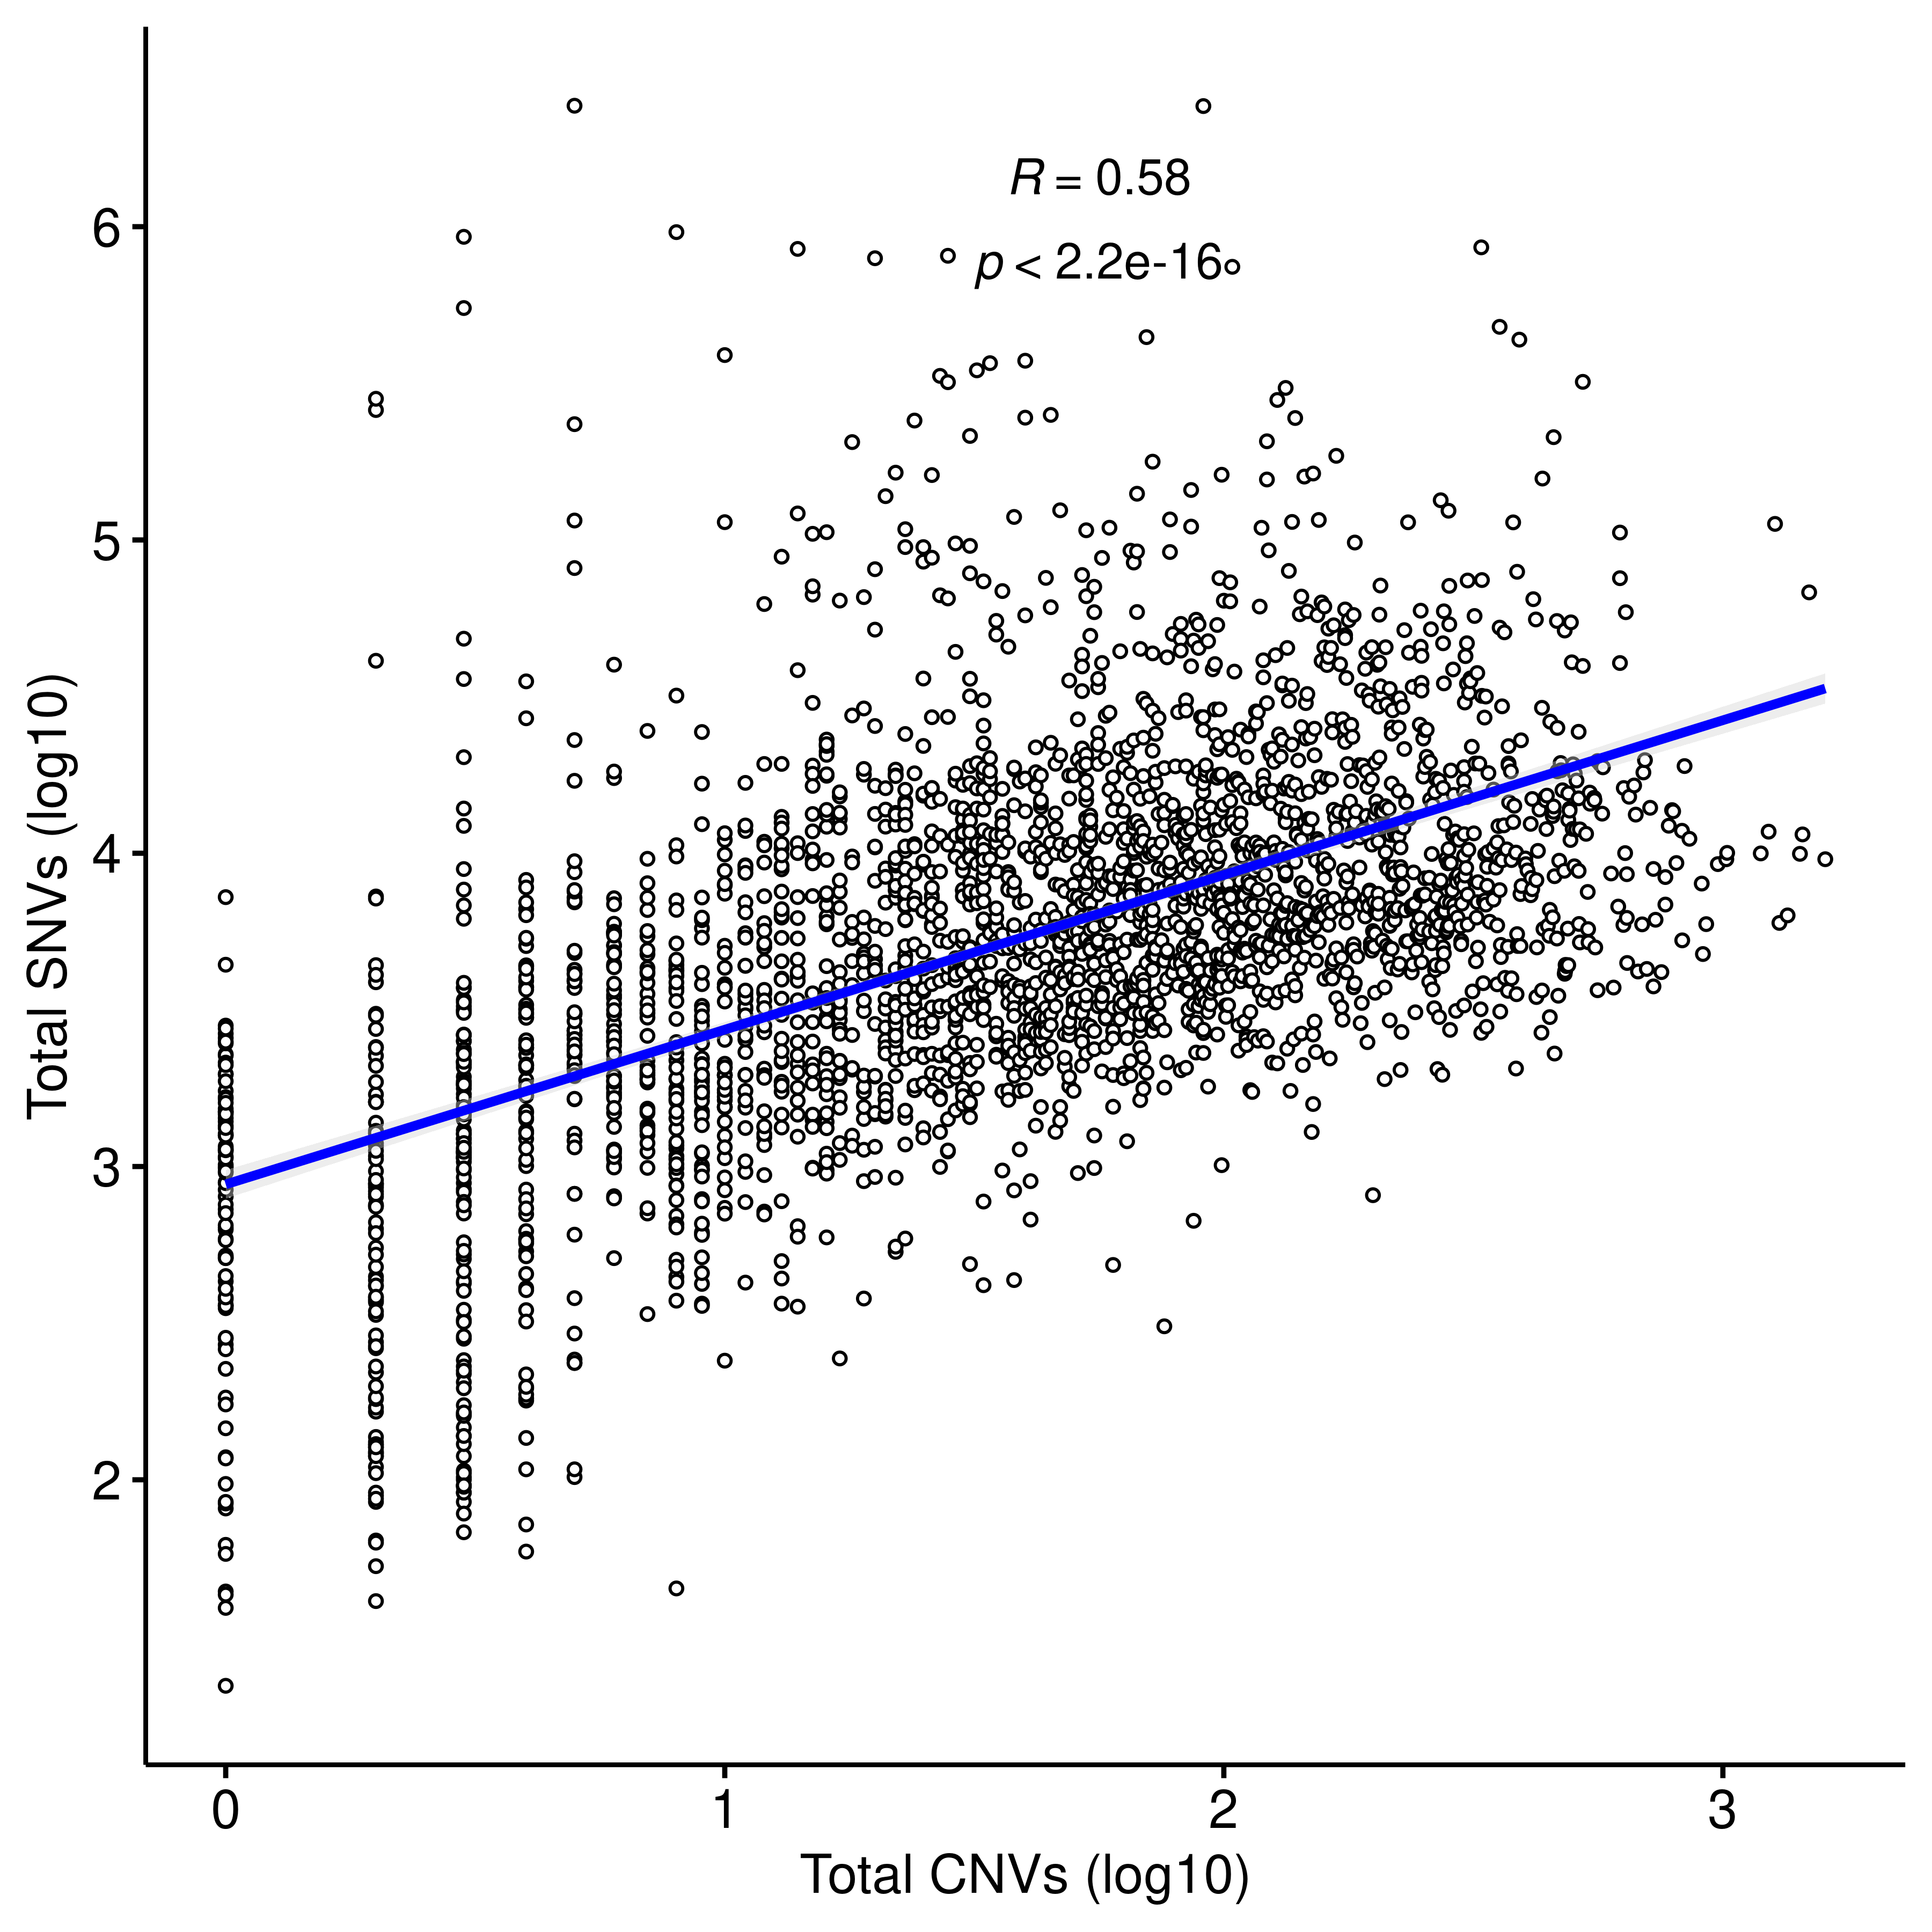 R = 0.58
p < 2.2e-16
6
5
4
3
2
Total SNVs (log10)
0 1 2 3
Total CNVs (log10)